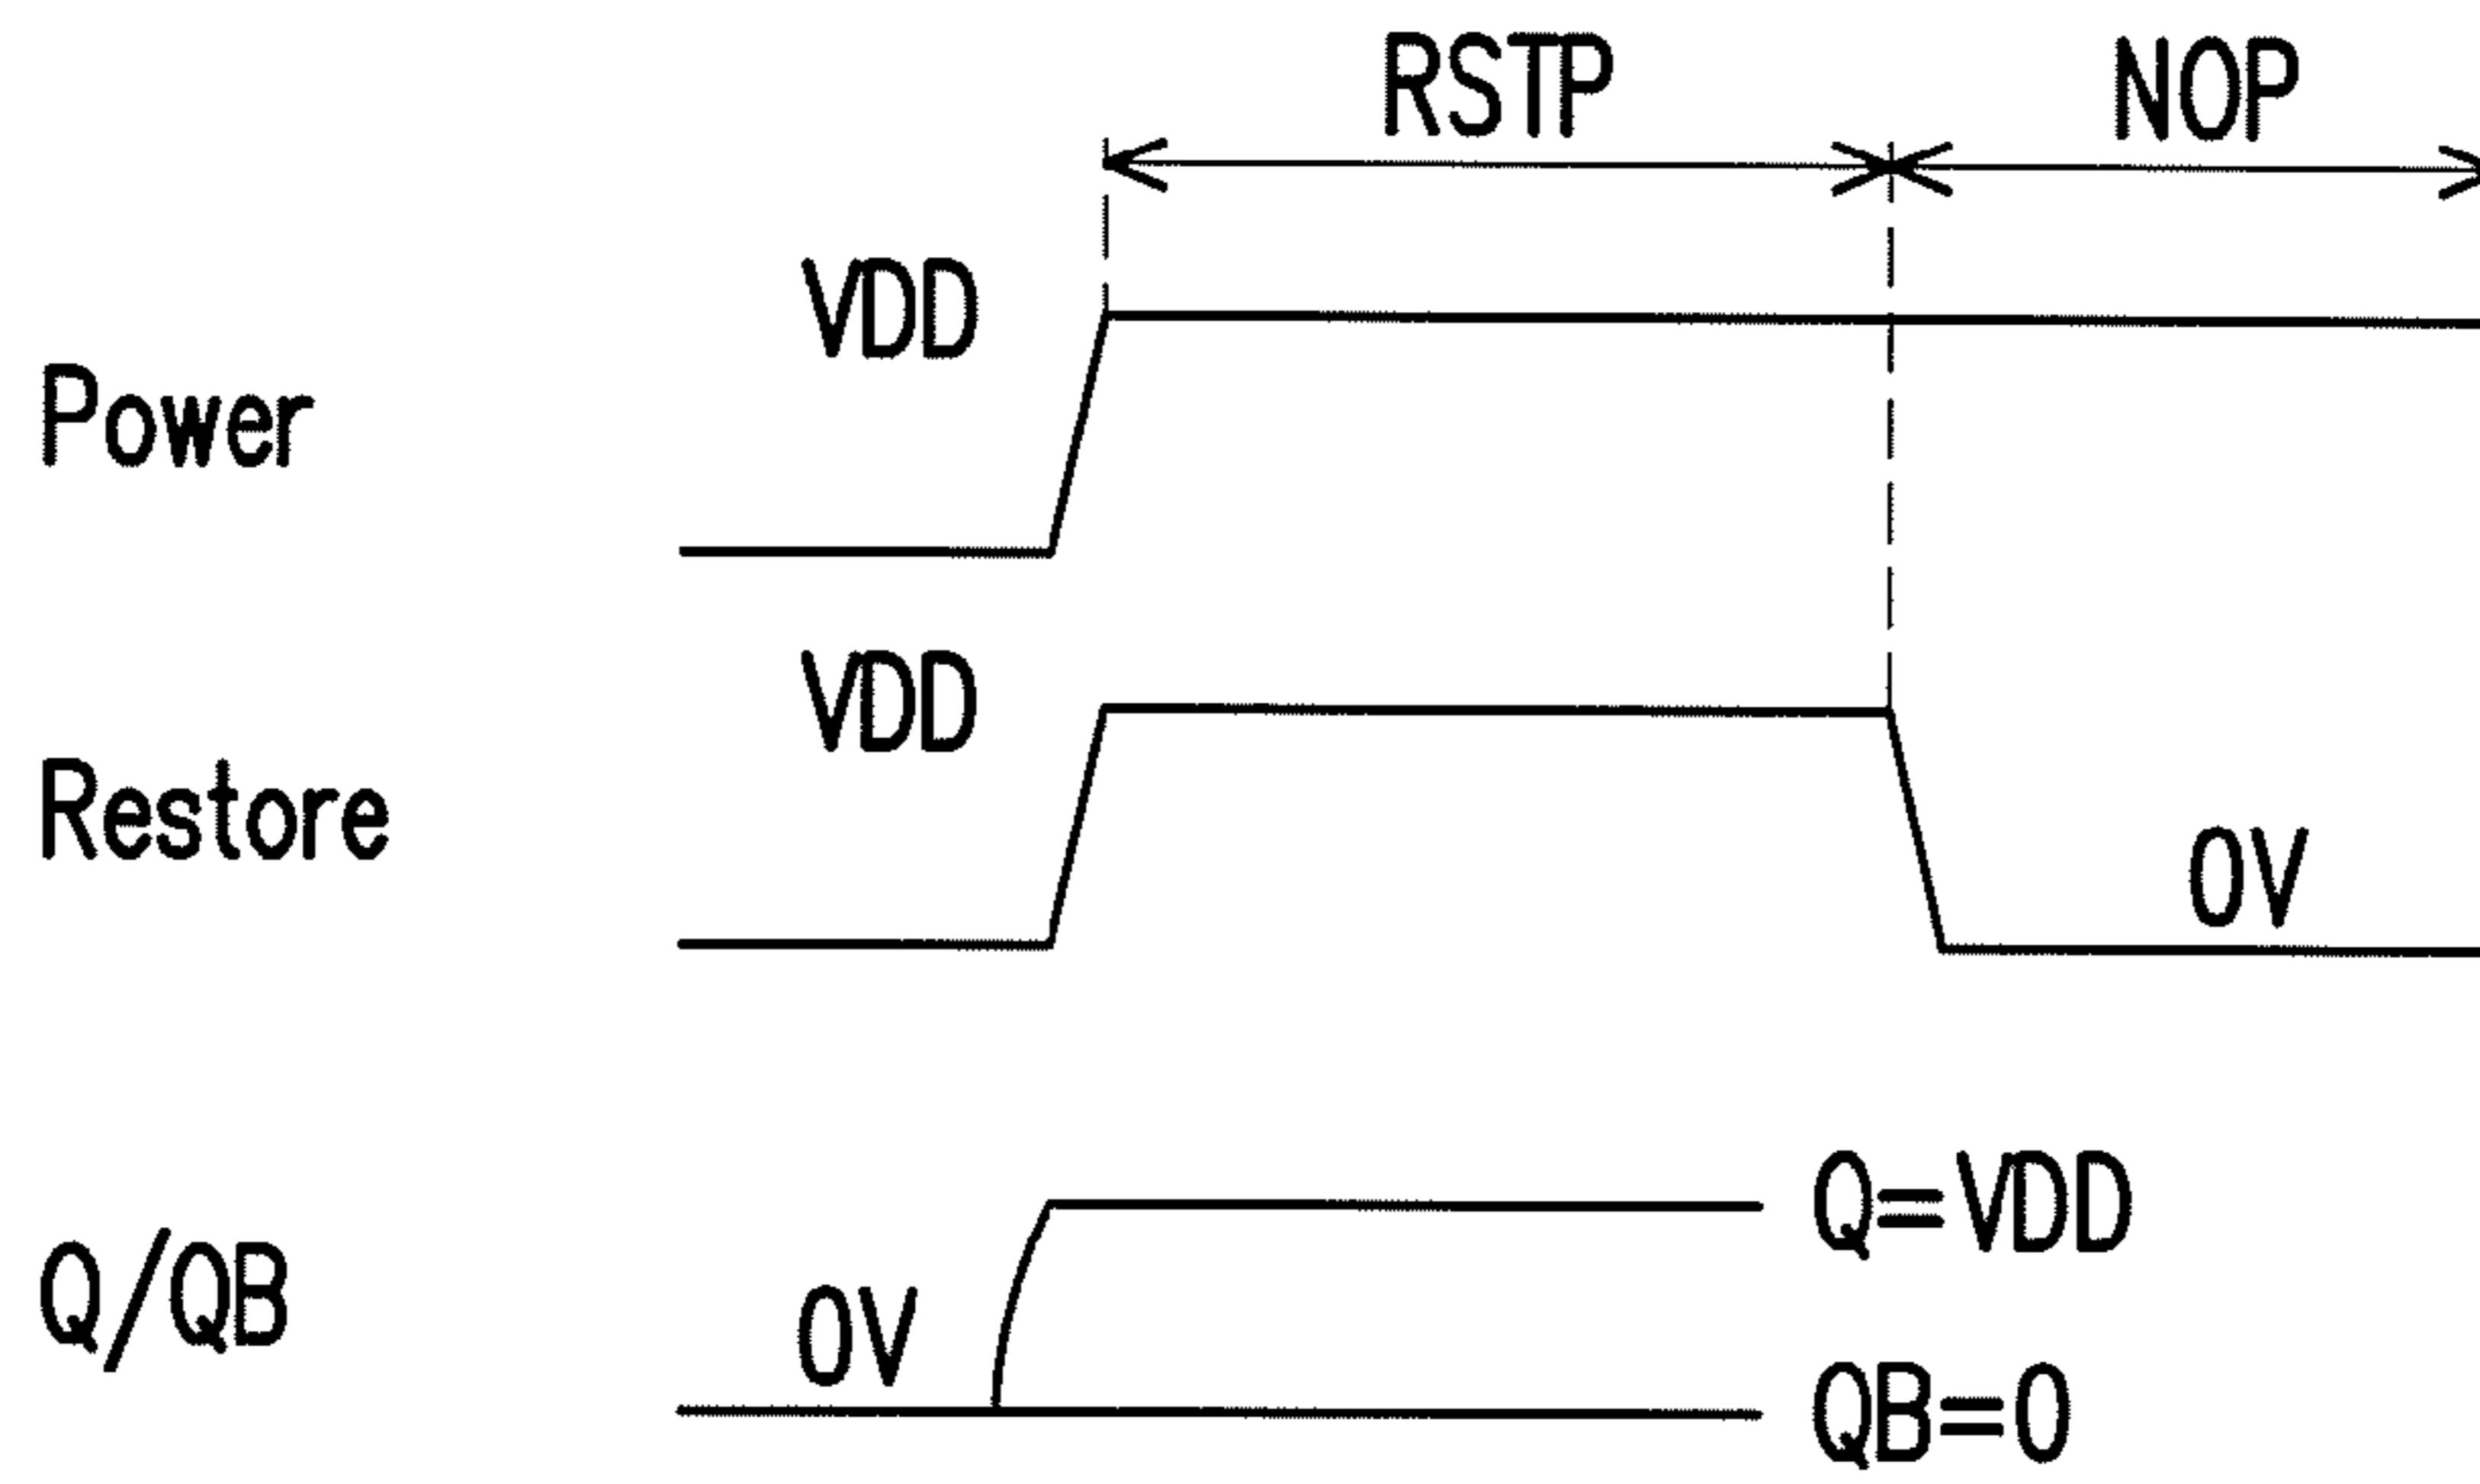 RSTP NOP
VDD
Power
VDD
Restore
0V
Q=VDD
Q/QB
0V
QB=0